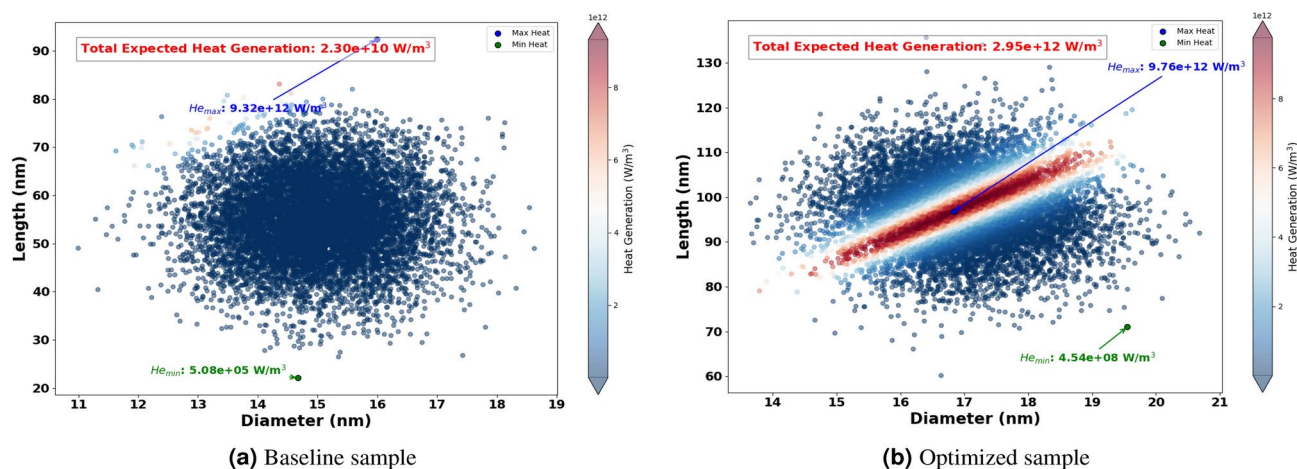 1e12
Max Heat
Min Heat
Total Expected Heat Generation: 2.30e+10 W/m³
He_max: 9.32e+12 W/m³
He_min: 5.08e+05 W/m³
90
80
70
60
50
40
30
20
Length (nm)
11 12 13 14 15 16 17 18 19
Diameter (nm)
8
6
4
2
Heat Generation (W/m³)
(a) Baseline sample
1e12
Max Heat
Min Heat
Total Expected Heat Generation: 2.95e+12 W/m³
He_max: 9.76e+12 W/m³
He_min: 4.54e+08 W/m³
130
120
110
100
90
80
70
60
Length (nm)
14 15 16 17 18 19 20 21
Diameter (nm)
8
6
4
2
Heat Generation (W/m³)
(b) Optimized sample